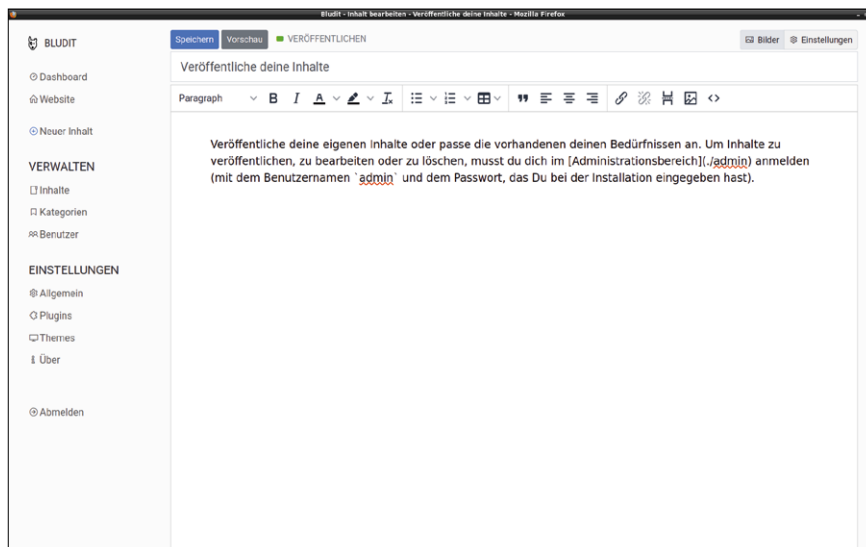 Bludit - Inhalt bearbeiten - Veröffentliche deine Inhalte - Mozilla Firefox
BLUDIT
Speichern Vorschau VERÖFFENTLICHEN Bilder Einstellungen
Veröffentliche deine Inhalte
Dashboard
Website
Neuer Inhalt
VERWALTEN
Inhalte
Kategorien
Benutzer
EINSTELLUNGEN
Allgemein
Plugins
Themes
Über
Abmelden
Paragraph B I A
Veröffentliche deine eigenen Inhalte oder passe die vorhandenen deinen Bedürfnissen an. Um Inhalte zu
veröffentlichen, zu bearbeiten oder zu löschen, musst du dich im [Administrationsbereich](./admin) anmelden
(mit dem Benutzernamen `admin` und dem Passwort, das Du bei der Installation eingegeben hast).